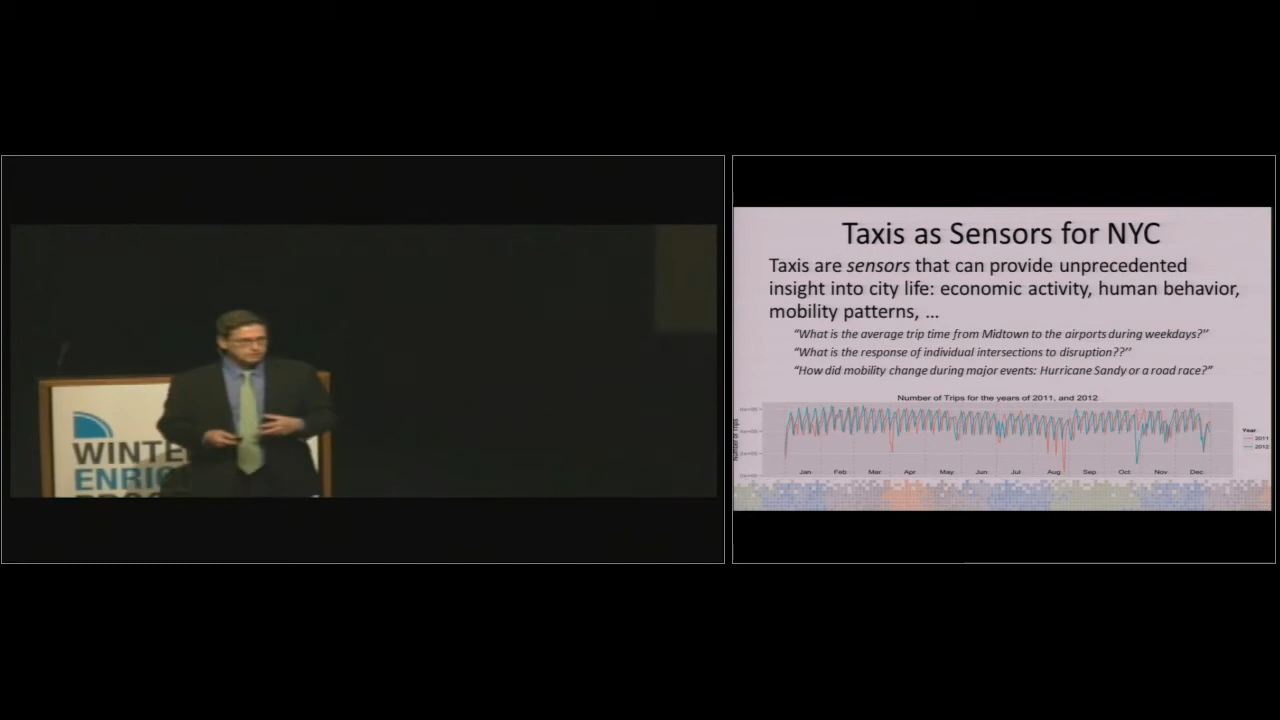 WINTE
ENRIC
Taxis as Sensors for NYC
Taxis are sensors that can provide unprecedented
insight into city life: economic activity, human behavior,
mobility patterns, …
“What is the average trip time from Midtown to the airports during weekdays?’’
“What is the response of individual intersections to disruption??’’
“How did mobility change during major events: Hurricane Sandy or a road race?”
Number of Trips for the years of 2011, and 2012
Number of Trips
Jan Feb Mar Apr May Jun Jul Aug Sep Oct Nov Dec
Year
2011
2012